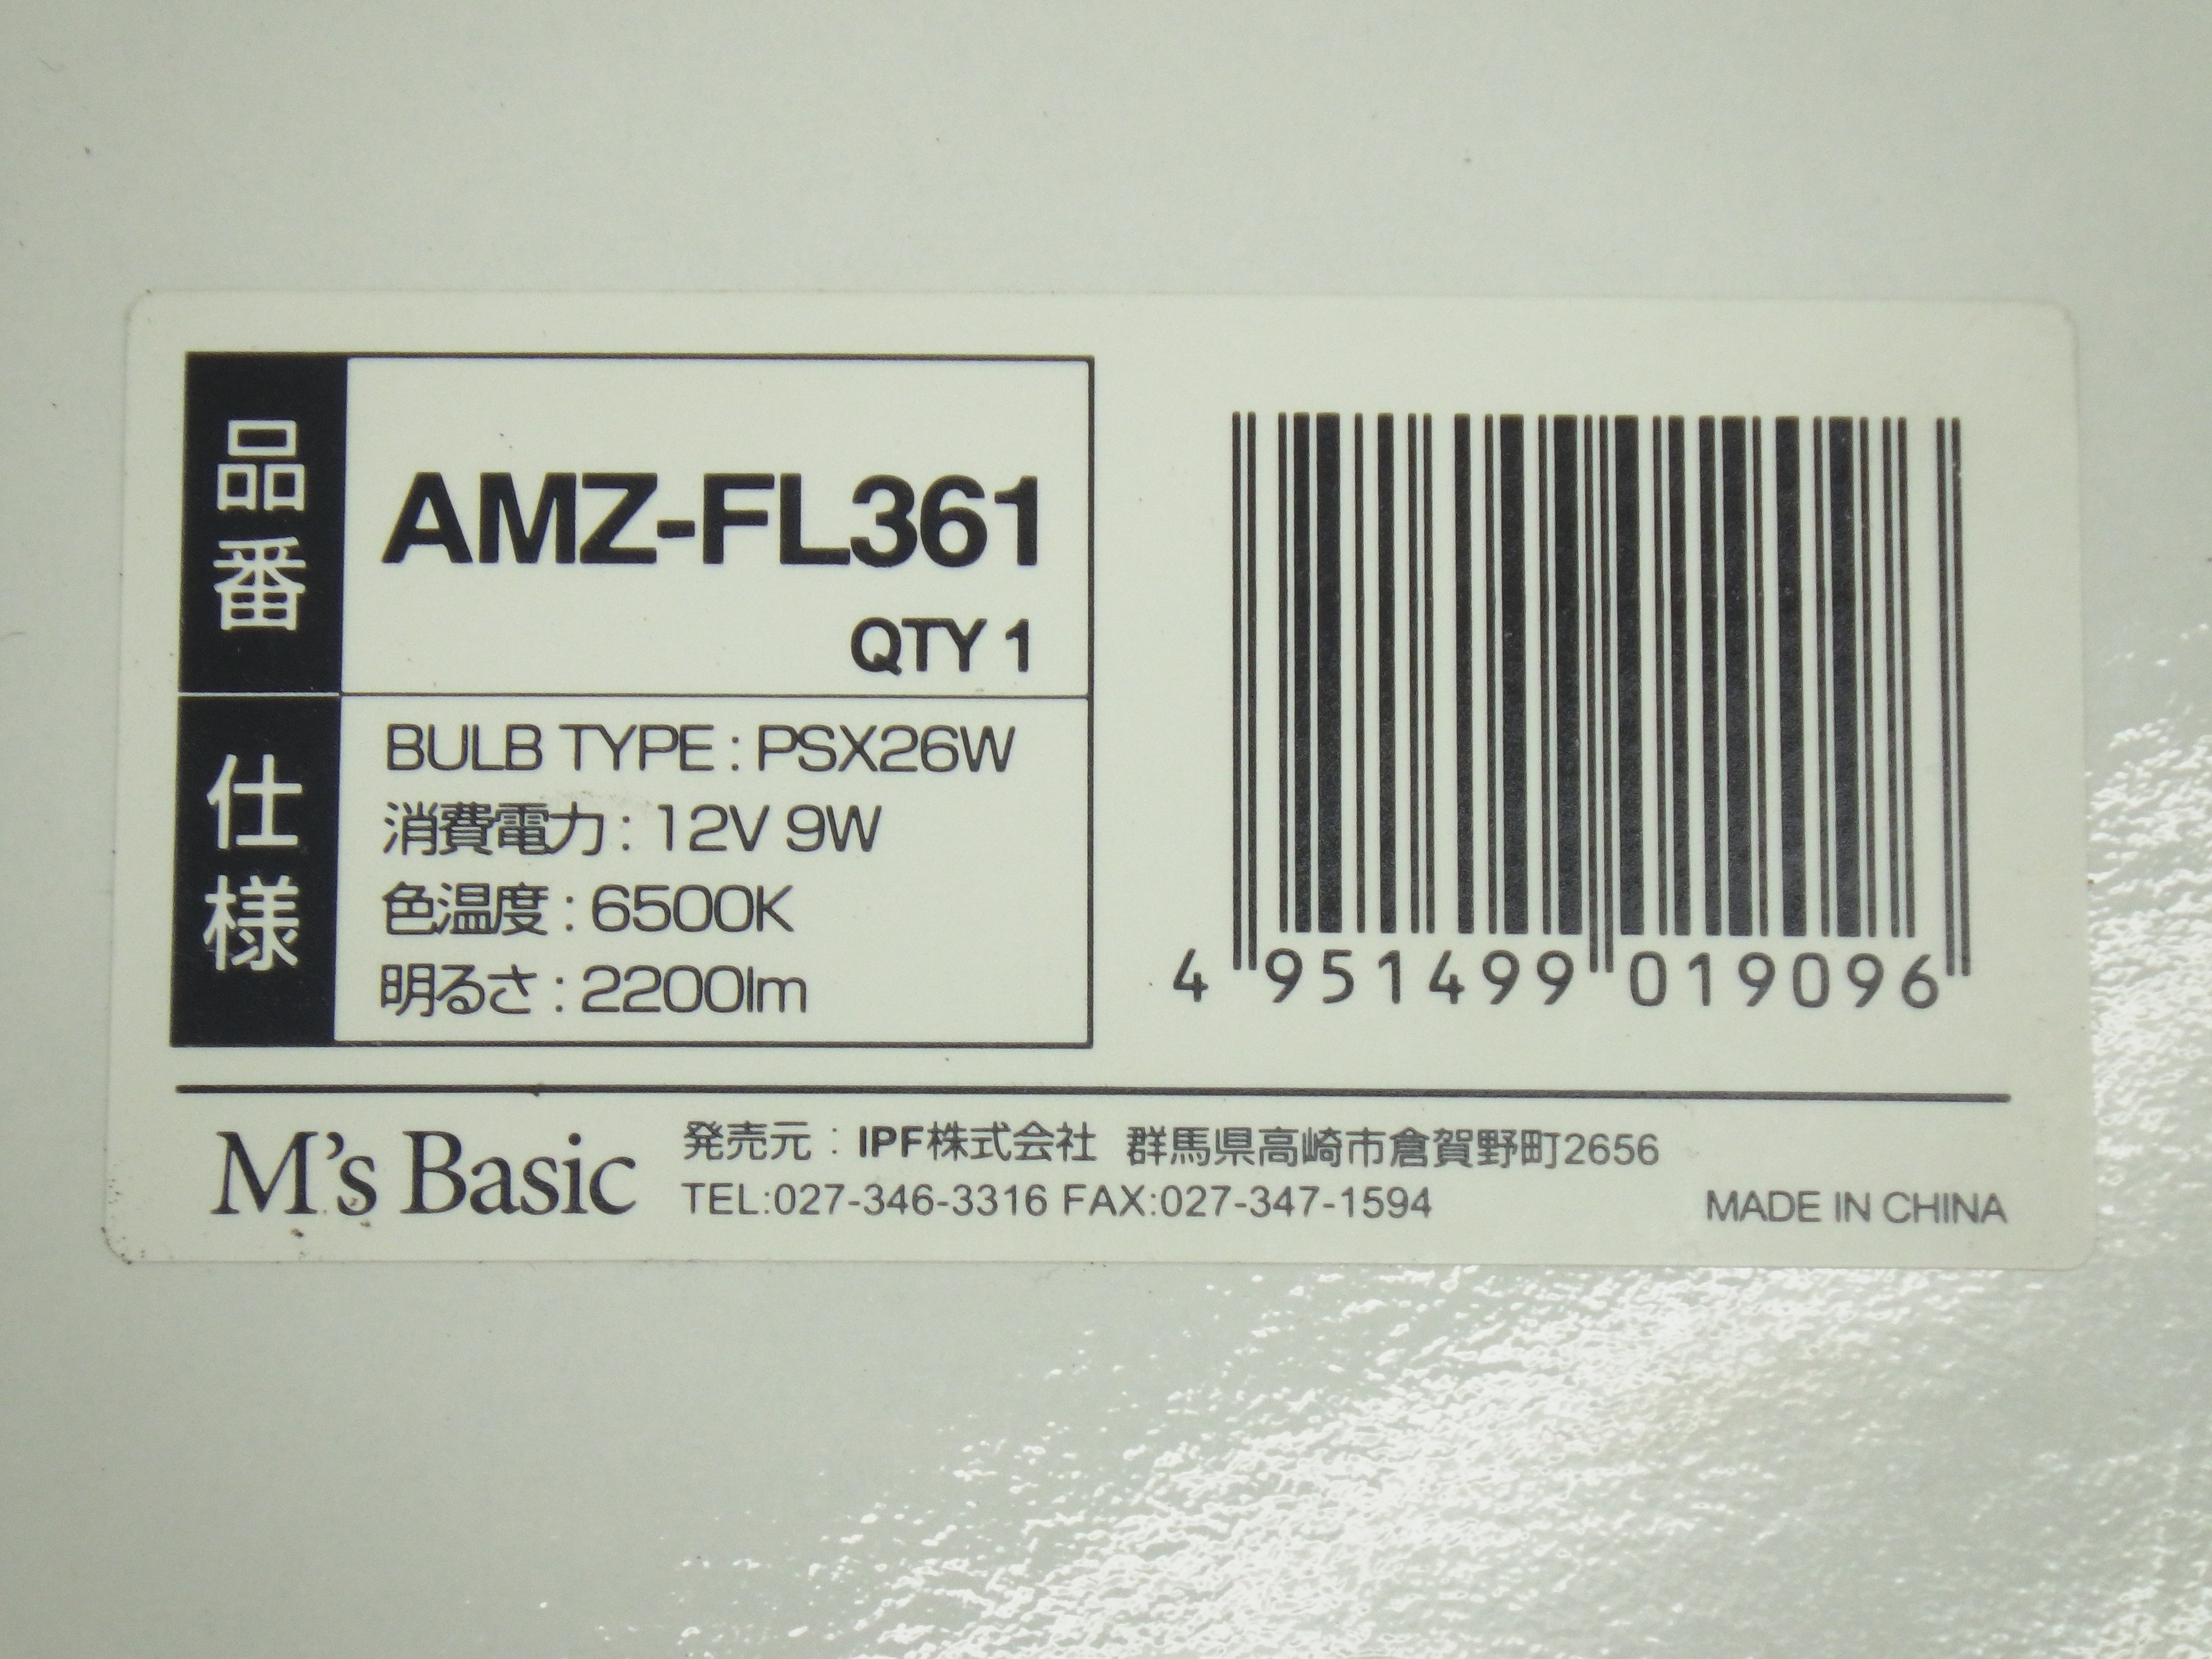 品番
AMZ-FL361
QTY 1
仕様
BULB TYPE : PSX26W
消費電力 : 12V 9W
色温度 : 6500K
明るさ : 2200lm
4 951499 019096
M's Basic
発売元 : IPF株式会社 群馬県高崎市倉賀野町2656
TEL:027-346-3316 FAX:027-347-1594
MADE IN CHINA